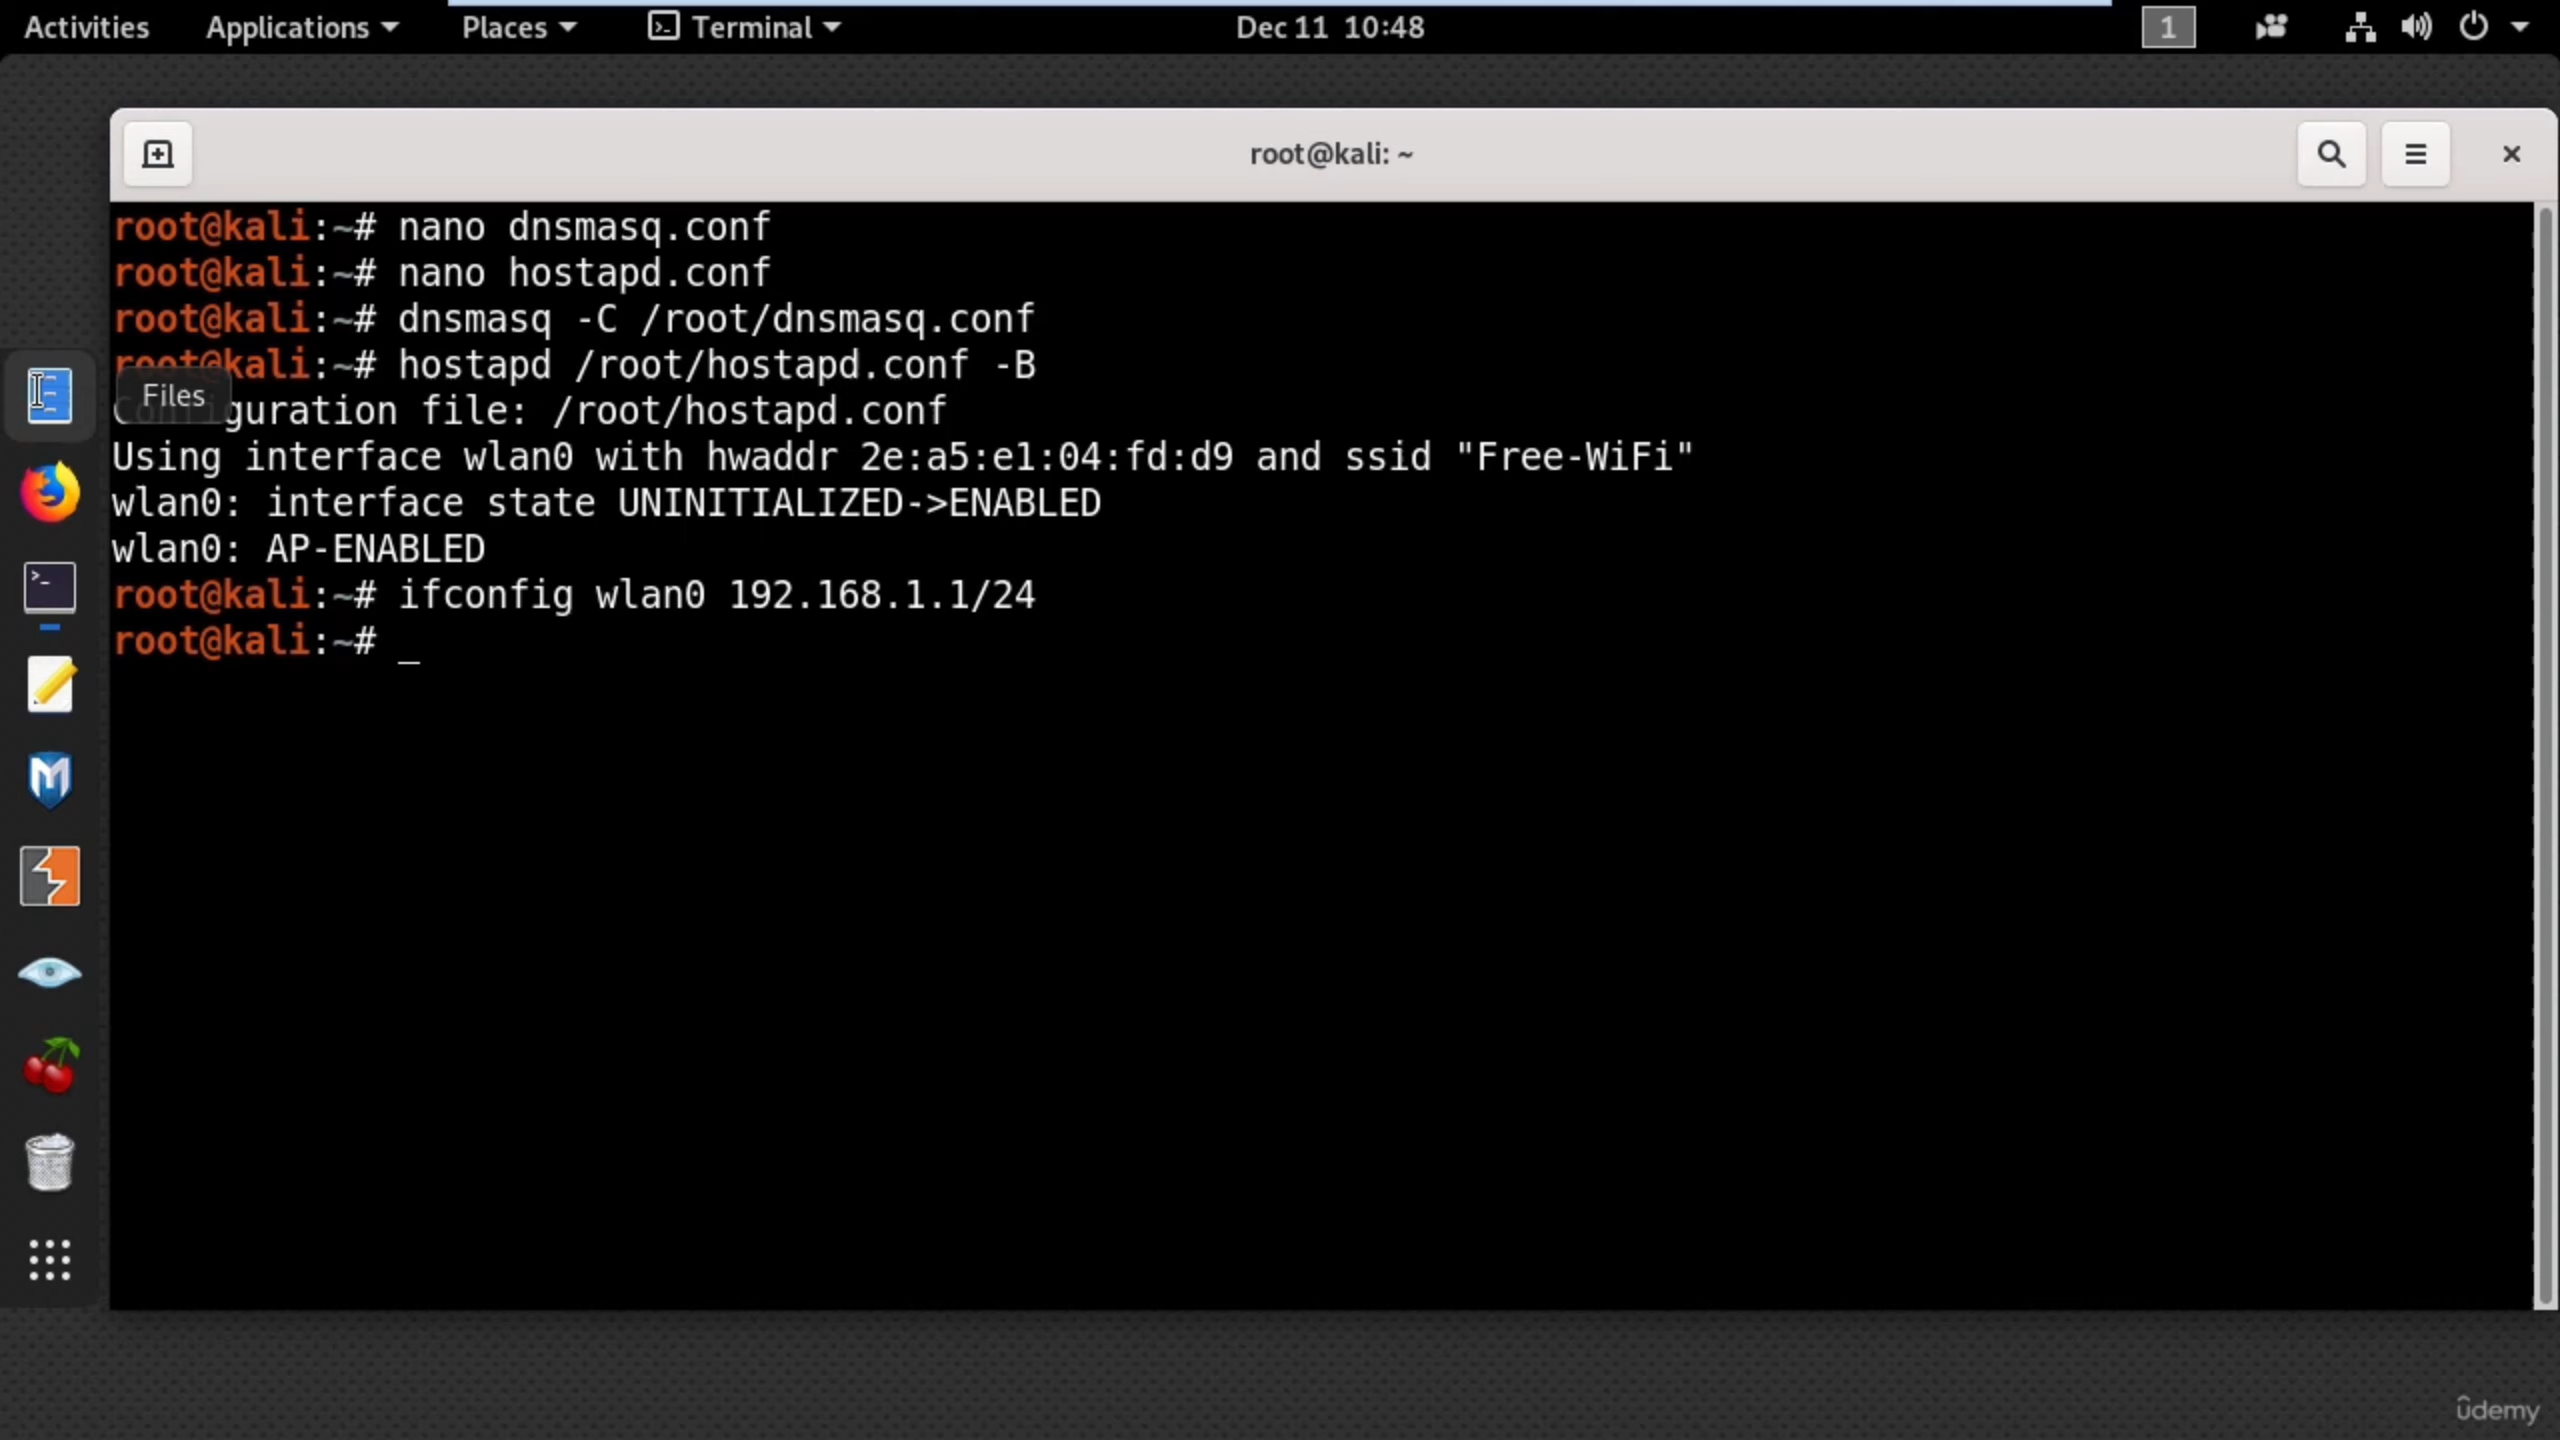 Activities Applications Places Terminal Dec 11 10:48 1
root@kali: ~
root@kali:~# nano dnsmasq.conf
root@kali:~# nano hostapd.conf
root@kali:~# dnsmasq -C /root/dnsmasq.conf
root@kali:~# hostapd /root/hostapd.conf -B
Files
Configuration file: /root/hostapd.conf
Using interface wlan0 with hwaddr 2e:a5:e1:04:fd:d9 and ssid "Free-WiFi"
wlan0: interface state UNINITIALIZED->ENABLED
wlan0: AP-ENABLED
root@kali:~# ifconfig wlan0 192.168.1.1/24
root@kali:~# _
ûdemy